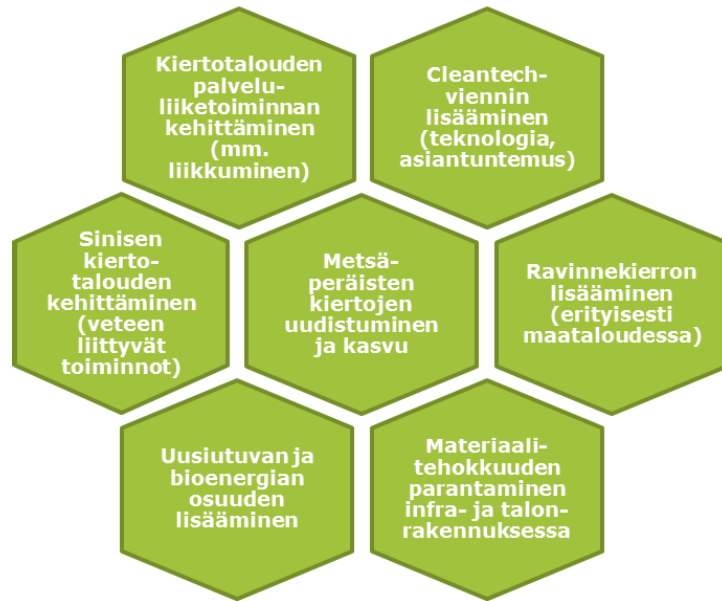 Kiertotalouden
palvelu-
liiketoiminnan
kehittäminen
(mm.
liikkuminen)
Cleantech-
viennin
lisääminen
(teknologia,
asiantuntemus)
Sinisen
kierto-
talouden
kehittäminen
(veteen
liittyvät
toiminnot)
Metsä-
peräisten
kiertojen
uudistuminen
ja kasvu
Ravinnekierron
lisääminen
(erityisesti
maataloudessa)
Uusiutuvan ja
bioenergian
osuuden
lisääminen
Materiaali-
tehokkuuden
parantaminen
infra- ja talon-
rakennuksessa